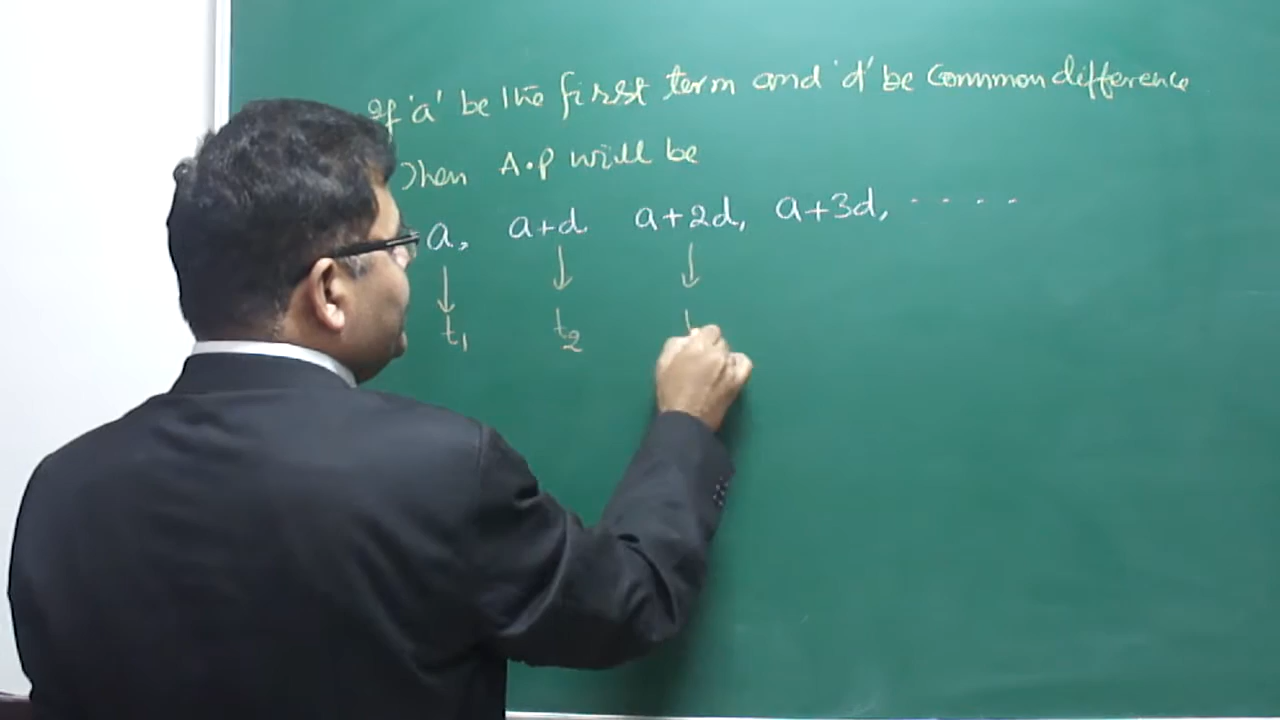 If 'a' be the first term and 'd' be Common difference
Then A.P will be
a, a+d a+2d, a+3d, ....
↓ ↓ ↓
t₁ t₂